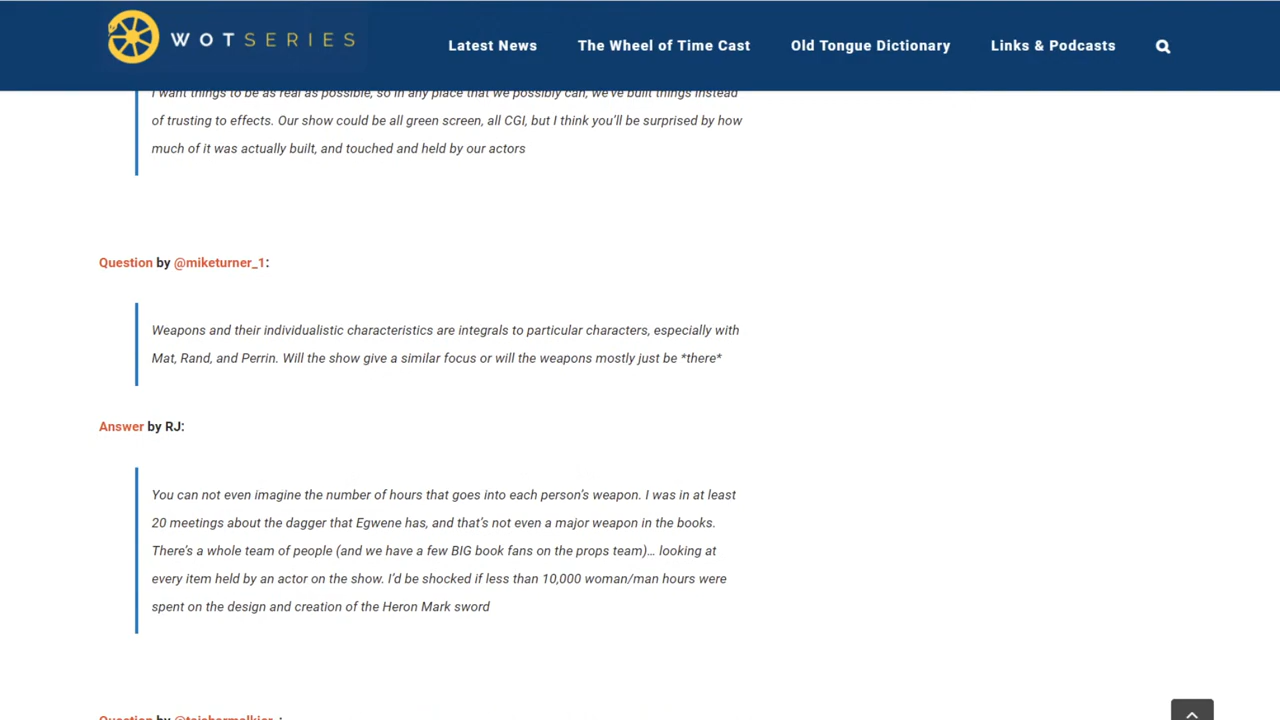 WOTSERIES
Latest News
The Wheel of Time Cast
Old Tongue Dictionary
Links & Podcasts
I want things to be as real as possible, so in any place that we possibly can, we've built things instead
of trusting to effects. Our show could be all green screen, all CGI, but I think you'll be surprised by how
much of it was actually built, and touched and held by our actors
Question by @miketurner_1:
Weapons and their individualistic characteristics are integrals to particular characters, especially with
Mat, Rand, and Perrin. Will the show give a similar focus or will the weapons mostly just be *there*
Answer by RJ:
You can not even imagine the number of hours that goes into each person's weapon. I was in at least
20 meetings about the dagger that Egwene has, and that's not even a major weapon in the books.
There's a whole team of people (and we have a few BIG book fans on the props team)… looking at
every item held by an actor on the show. I'd be shocked if less than 10,000 woman/man hours were
spent on the design and creation of the Heron Mark sword
Question by